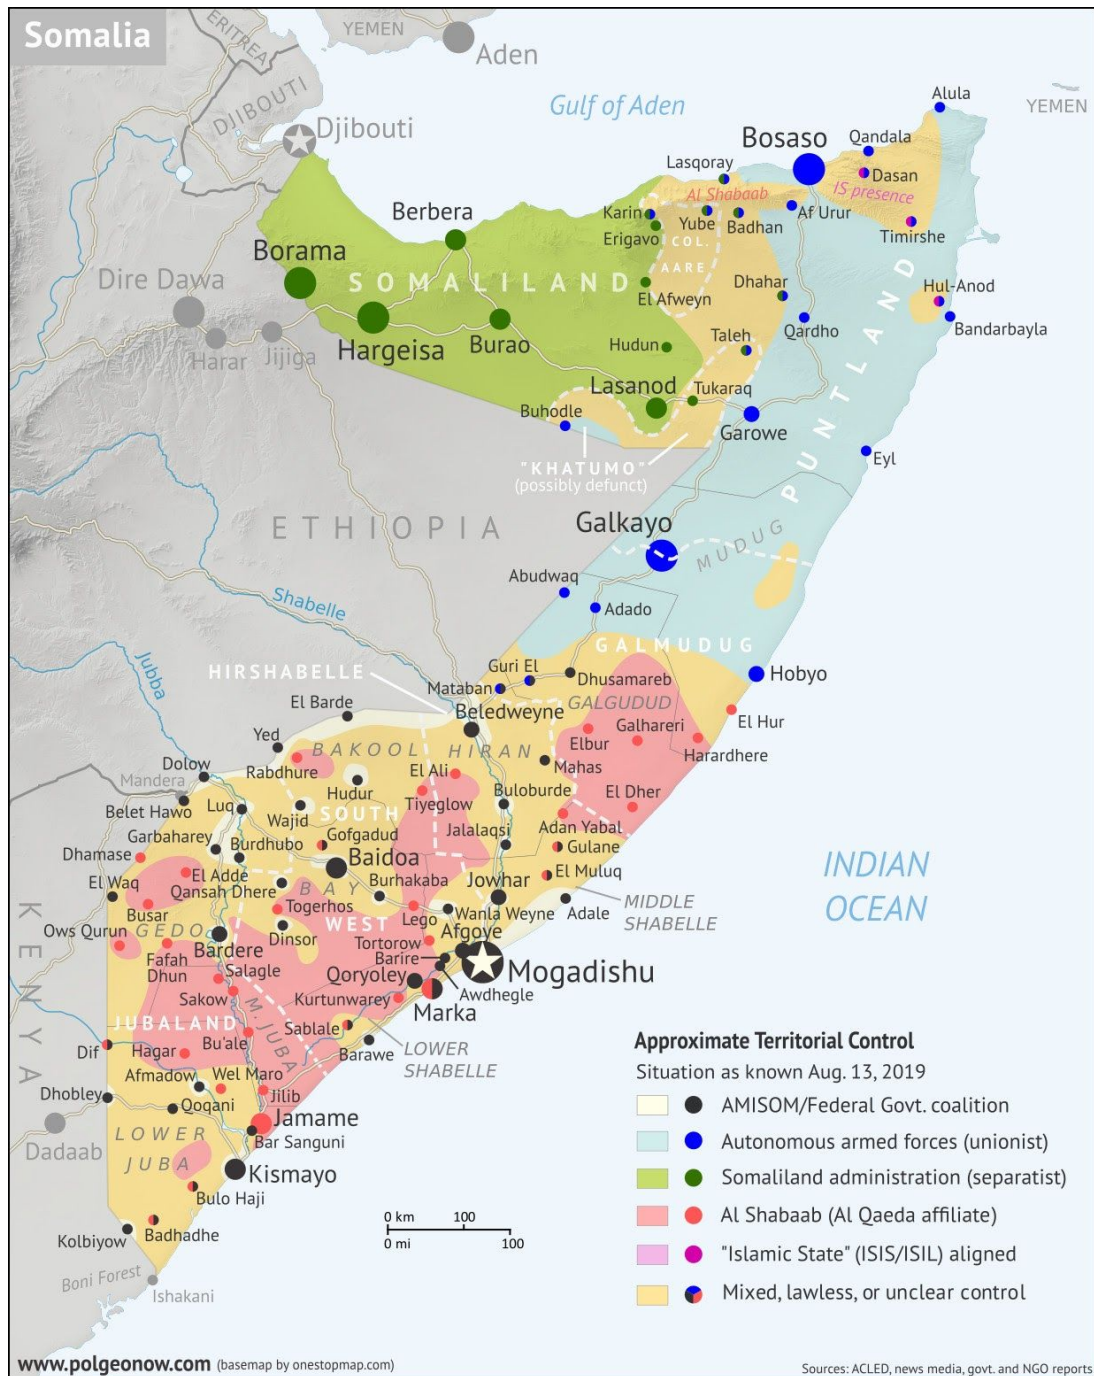 Somalia
ERITREA
YEMEN
Aden
DJIBOUTI
Djibouti
Gulf of Aden
YEMEN
Alula
Bosaso
Qandala
Lasqoray
Dasan
Al Shabaab
IS presence
Berbera
Karin
Yube
Badhan
Af Urur
Erigavo
COL.
AARE
Timirshe
Borama
Dire Dawa
SOMALILAND
El Afweyn
Dhahar
Hul-Anod
Bandarbayla
Qardho
Harar
Jijiga
Hargeisa
Burao
Hudun
Taleh
PUNTLAND
Lasanod
Tukaraq
Buhodle
Garowe
Eyl
"KHATUMO"
(possibly defunct)
ETHIOPIA
Galkayo
MUDUG
Shabelle
Abudwaq
Adado
Jubba
GALMUDUG
HIRSHABELLE
Guri El
Dhusamareb
Mataban
Hobyo
GALGUDUD
El Barde
Beledweyne
El Hur
Galhareri
Yed
BAKOOL
HIRAN
Elbur
Harardhere
Rabdhure
Mahas
Dolow
Mandera
El Ali
Hudur
Buloburde
El Dher
Belet Hawo
Luq
Wajid
Tiyeglow
SOUTH
Garbaharey
Burdhubo
Gofgadud
Jalalaqsi
Adan Yabal
Gulane
Dhamase
Baidoa
El Adde
El Muluq
El Waq
Qansah Dhere
BAY
Burhakaba
Jowhar
INDIAN
OCEAN
Busar
Togerhos
Lego
Wanla Weyne
Adale
MIDDLE
SHABELLE
KENYA
Ows Qurun
GEDO
WEST
Afgoye
Bardere
Dinsor
Tortorow
Fafah
Dhun
Barire
Mogadishu
Salagle
Qoryoley
Awdhegle
Sakow
Kurtunwarey
Marka
JUBALAND
M. JUBA
Sablale
Dif
Hagar
Bu'ale
Barawe
LOWER
SHABELLE
Afmadow
Wel Maro
Dhobley
Qoqani
Jilib
Jamame
Dadaab
LOWER
JUBA
Bar Sanguni
Kismayo
Bulo Haji
Badhadhe
Kolbiyow
Boni Forest
Ishakani
0 km 100
0 mi 100
Approximate Territorial Control
Situation as known Aug. 13, 2019
AMISOM/Federal Govt. coalition
Autonomous armed forces (unionist)
Somaliland administration (separatist)
Al Shabaab (Al Qaeda affiliate)
"Islamic State" (ISIS/ISIL) aligned
Mixed, lawless, or unclear control
www.polgeonow.com (basemap by onestopmap.com)
Sources: ACLED, news media, govt. and NGO reports